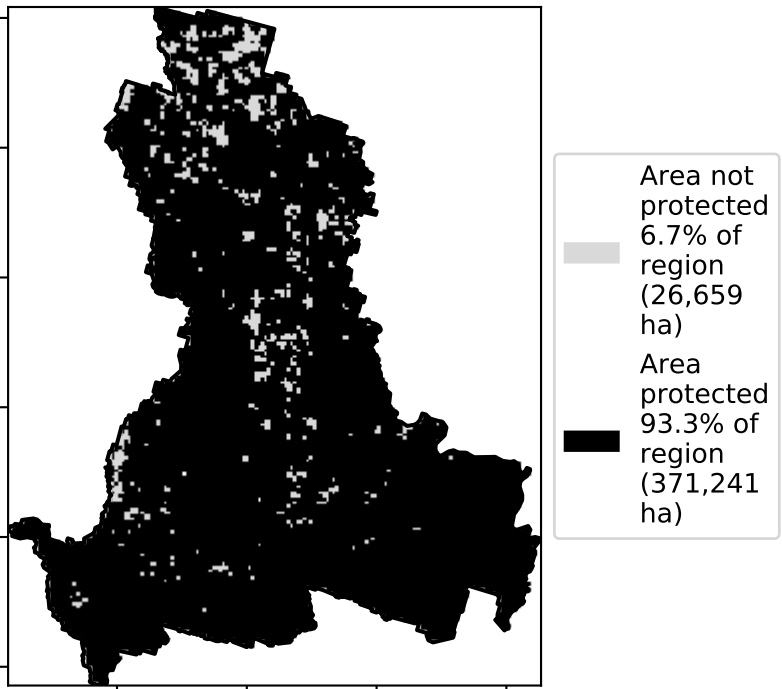 Area not
protected
6.7% of
region
(26,659
ha)
Area
protected
93.3% of
region
(371,241
ha)